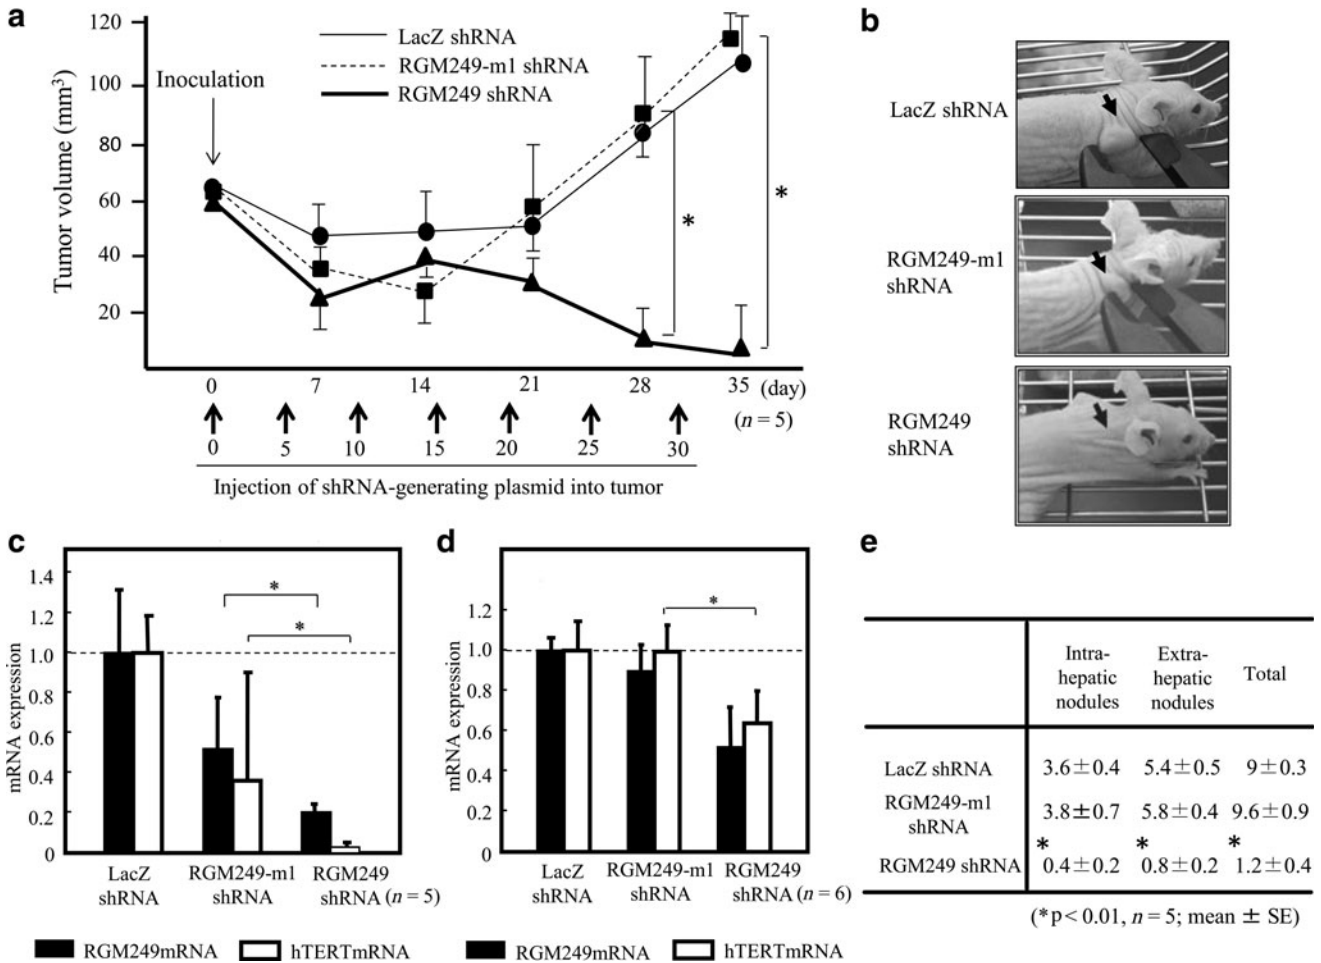 a
120
100
80
60
40
20
Tumor volume (mm³)
Inoculation
LacZ shRNA
RGM249-m1 shRNA
RGM249 shRNA
*
*
0 7 14 21 28 35 (day)
(n = 5)
0 5 10 15 20 25 30
Injection of shRNA-generating plasmid into tumor
b
LacZ shRNA
RGM249-m1
shRNA
RGM249
shRNA
c
mRNA expression
1.4
1.2
1.0
0.8
0.6
0.4
0.2
0
*
*
LacZ
shRNA
RGM249-m1
shRNA
RGM249
shRNA (n = 5)
RGM249mRNA hTERTmRNA
d
mRNA expression
1.2
1.0
0.8
0.6
0.4
0.2
0
*
LacZ
shRNA
RGM249-m1
shRNA
RGM249
shRNA (n = 6)
RGM249mRNA hTERTmRNA
e
Intra-
hepatic
nodules
Extra-
hepatic
nodules
Total
LacZ shRNA 3.6±0.4 5.4±0.5 9±0.3
RGM249-m1
shRNA
3.8±0.7 5.8±0.4 9.6±0.9
* * *
RGM249 shRNA 0.4±0.2 0.8±0.2 1.2±0.4
(*p< 0.01, n = 5; mean ± SE)